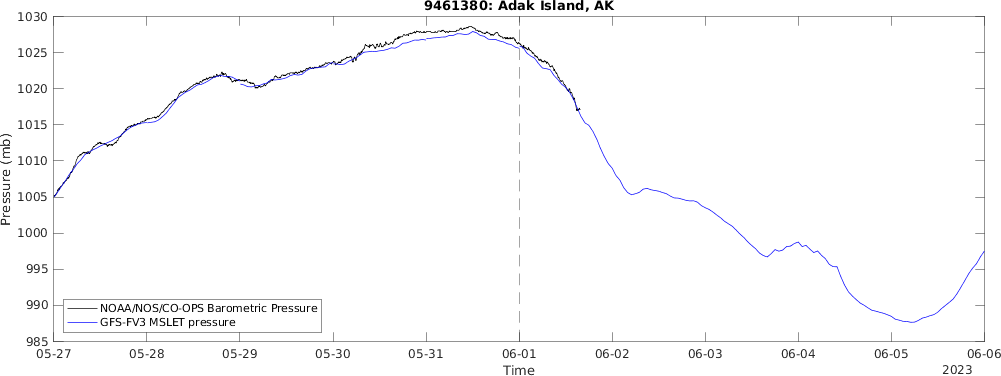 9461380: Adak Island, AK
Pressure (mb)
1030
1025
1020
1015
1010
1005
1000
995
990
985
NOAA/NOS/CO-OPS Barometric Pressure
GFS-FV3 MSLET pressure
05-27 05-28 05-29 05-30 05-31 06-01 06-02 06-03 06-04 06-05 06-06
Time
2023